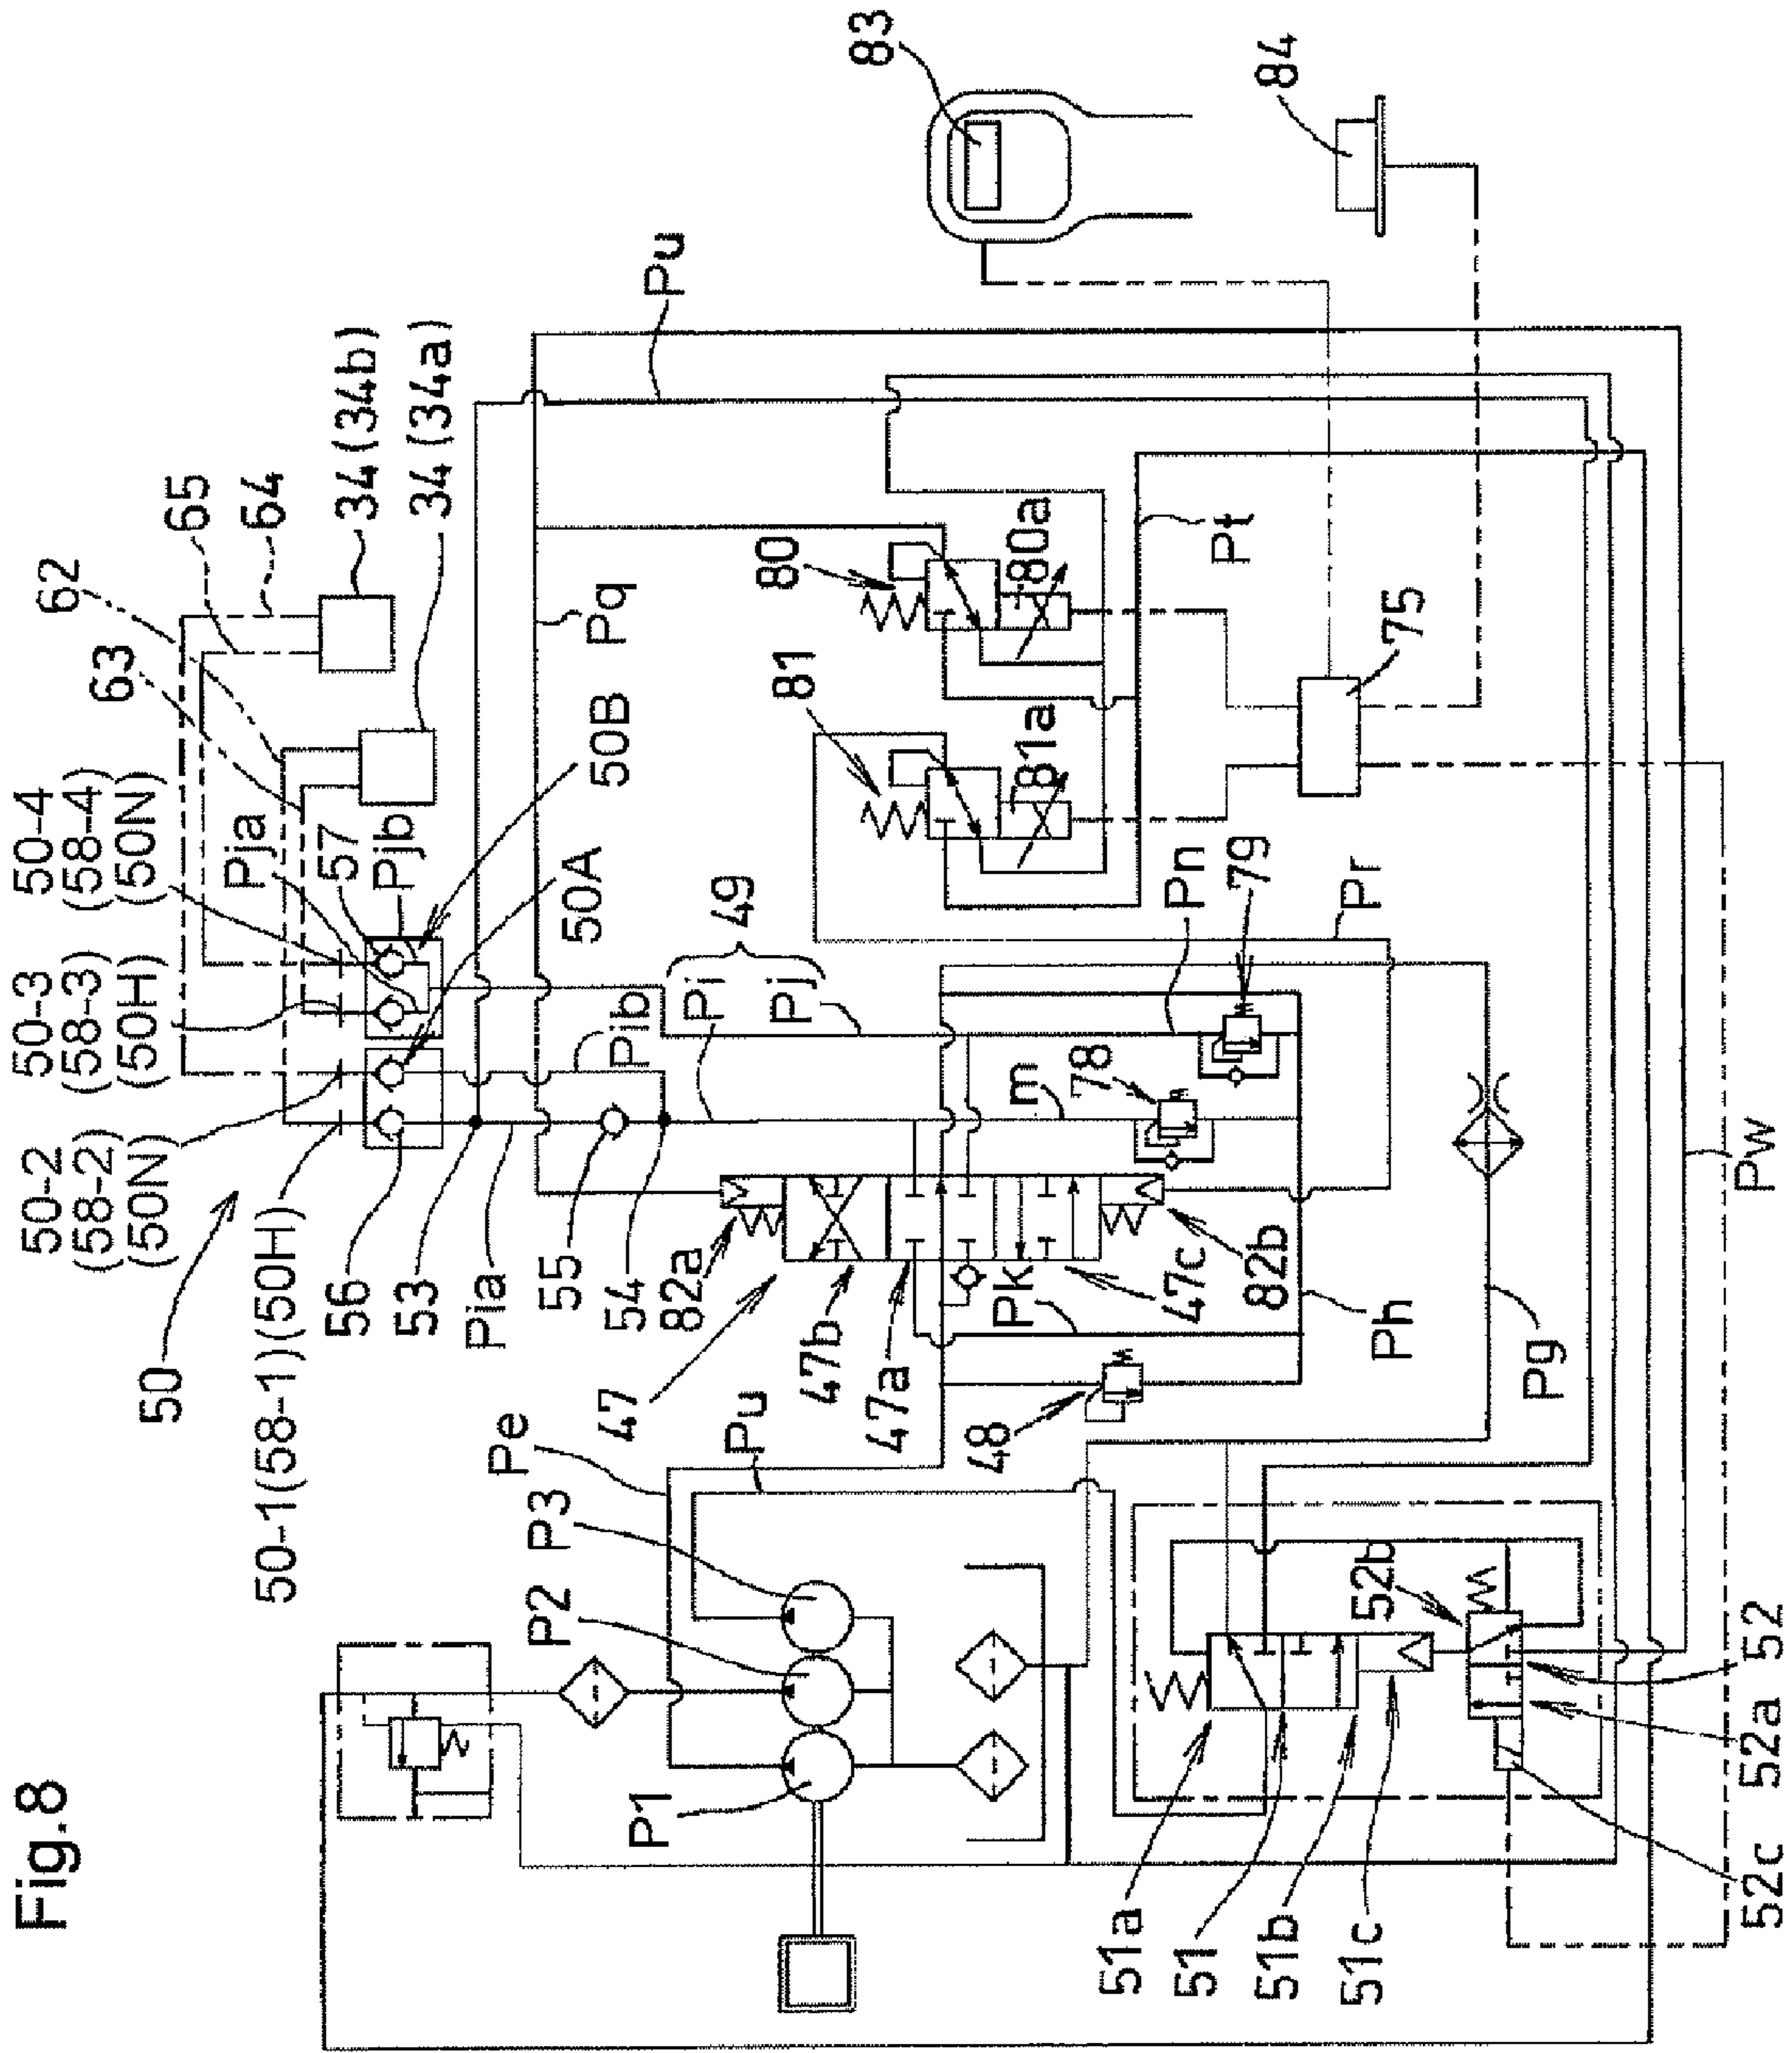 Fig.8
50-4
(58-4)
(50N)
50-3
(58-3)
(50H)
50-2
(58-2)
(50N)
50
50-1(58-1)(50H)
62
63
65
64
34(34b)
34(34a)
Pja
57
Pjb
50B
50A
56
53
Pia
55
54
82a
Pib
Pq
Pu
49
Pi
Pj
47
47b
47a
Pk
47c
82b
Pe
Pu
P3
P2
P1
48
Ph
Pg
m
78
79
Pn
Pr
80
80a
81
81a
Pt
75
83
84
Pw
51a
51
51b
51c
52b
52
52a
52c